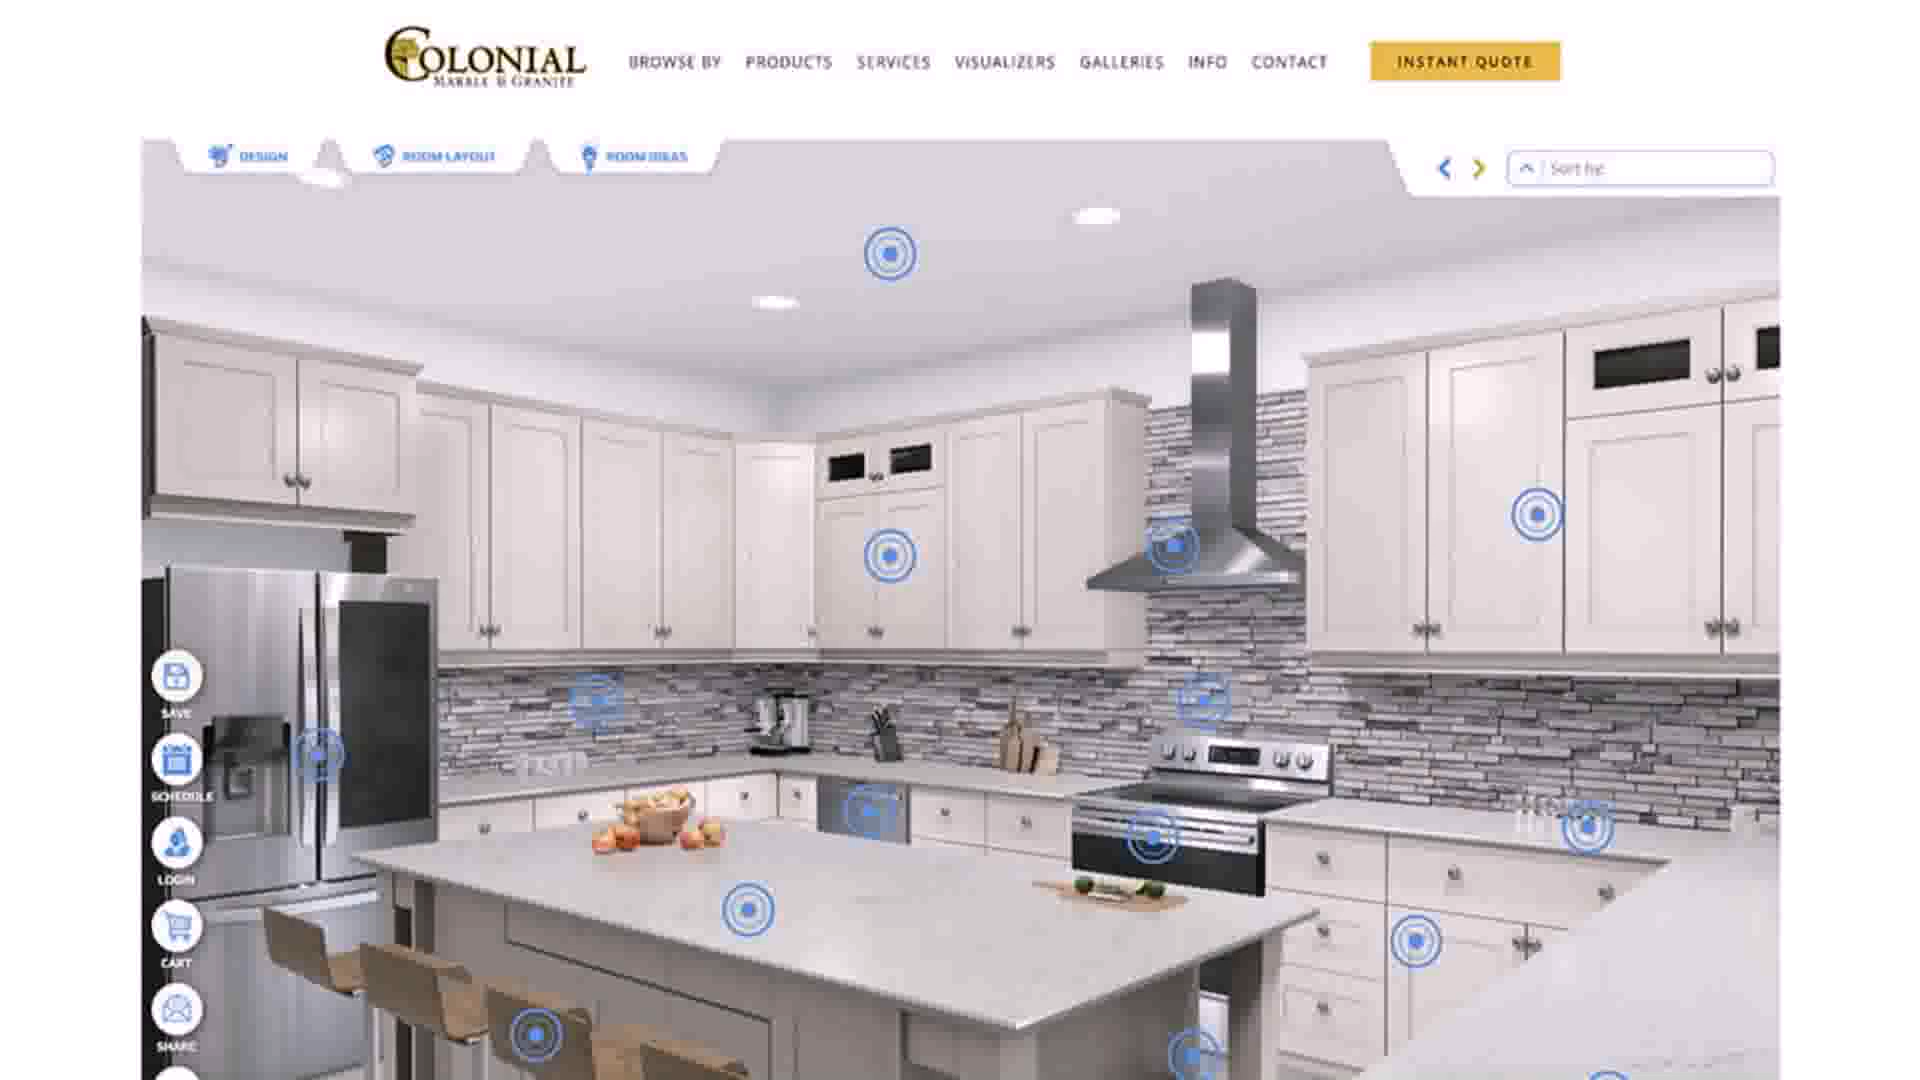 COLONIAL
MARBLE & GRANITE
BROWSE BY PRODUCTS SERVICES VISUALIZERS GALLERIES INFO CONTACT INSTANT QUOTE
DESIGN ROOM LAYOUT ROOM IDEAS
Sort by:
SAVE
SCHEDULE
LOGIN
CART
SHARE